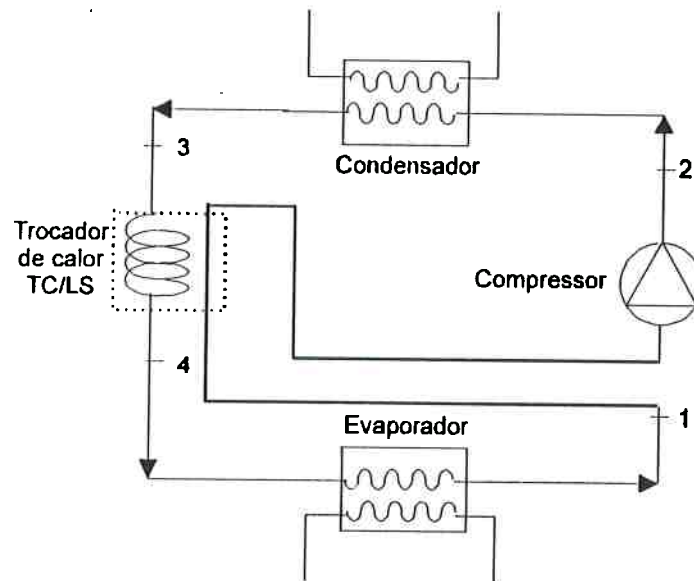 Condensador
3
2
Trocador
de calor
TC/LS
Compressor
4
1
Evaporador